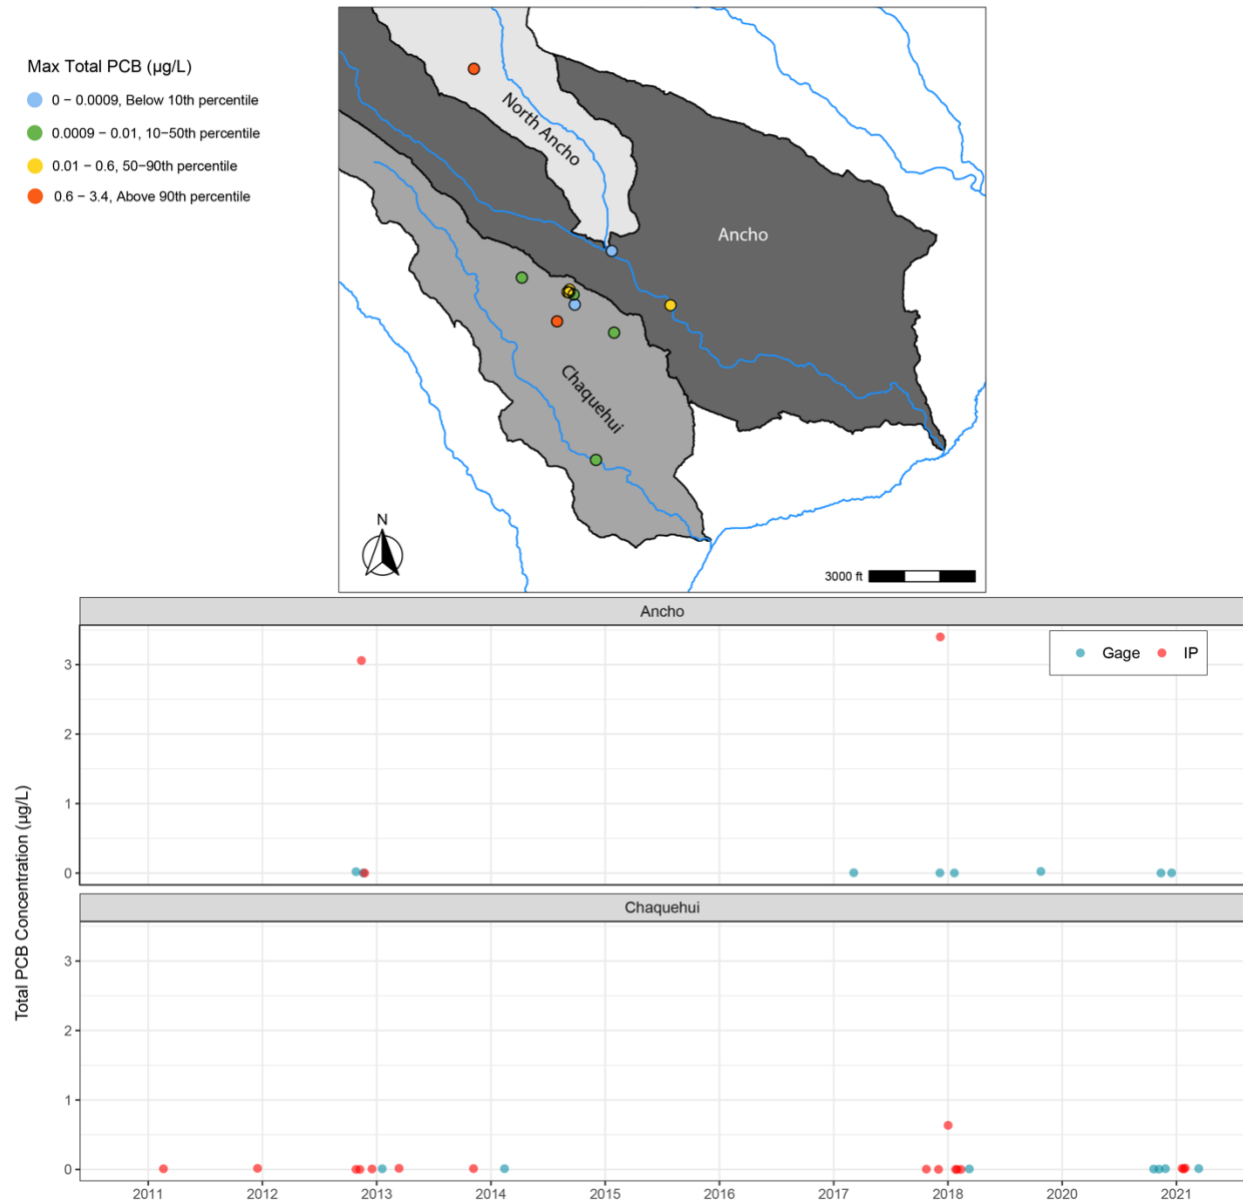 Max Total PCB (µg/L)
0 − 0.0009, Below 10th percentile
0.0009 − 0.01, 10−50th percentile
0.01 − 0.6, 50−90th percentile
0.6 − 3.4, Above 90th percentile
North Ancho
Ancho
Chaquehui
N
3000 ft
Ancho
Gage IP
3
2
1
0
Chaquehui
3
2
1
0
Total PCB Concentration (µg/L)
2011 2012 2013 2014 2015 2016 2017 2018 2019 2020 2021